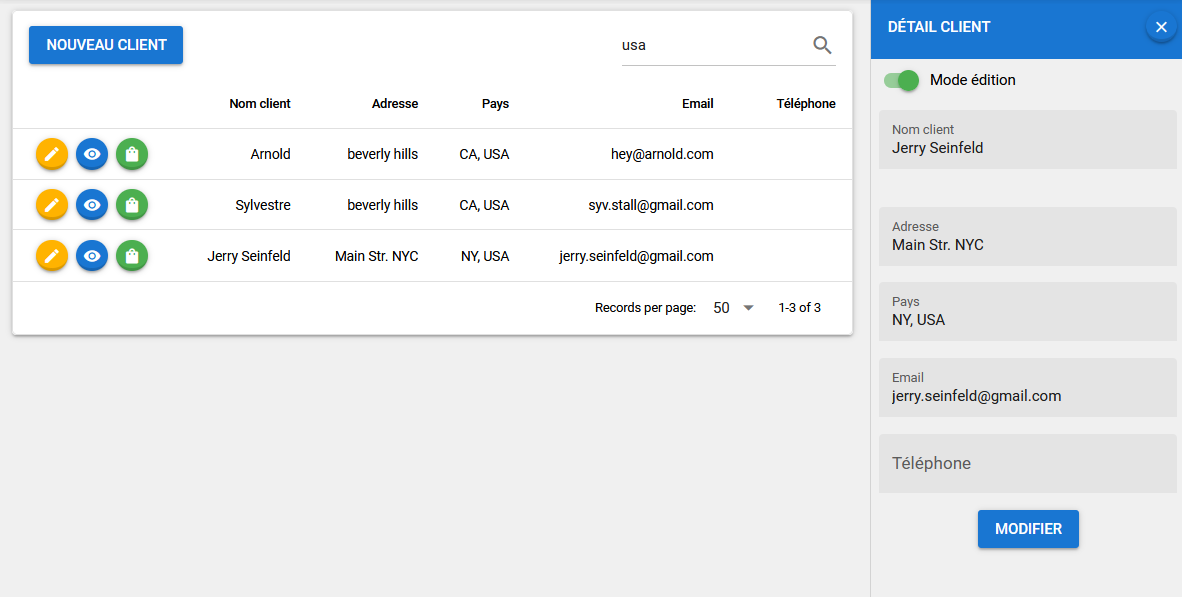 NOUVEAU CLIENT
usa
Nom client Adresse Pays Email Téléphone
Arnold beverly hills CA, USA hey@arnold.com
Sylvestre beverly hills CA, USA syv.stall@gmail.com
Jerry Seinfeld Main Str. NYC NY, USA jerry.seinfeld@gmail.com
Records per page: 50 1-3 of 3
DÉTAIL CLIENT
Mode édition
Nom client
Jerry Seinfeld
Adresse
Main Str. NYC
Pays
NY, USA
Email
jerry.seinfeld@gmail.com
Téléphone
MODIFIER